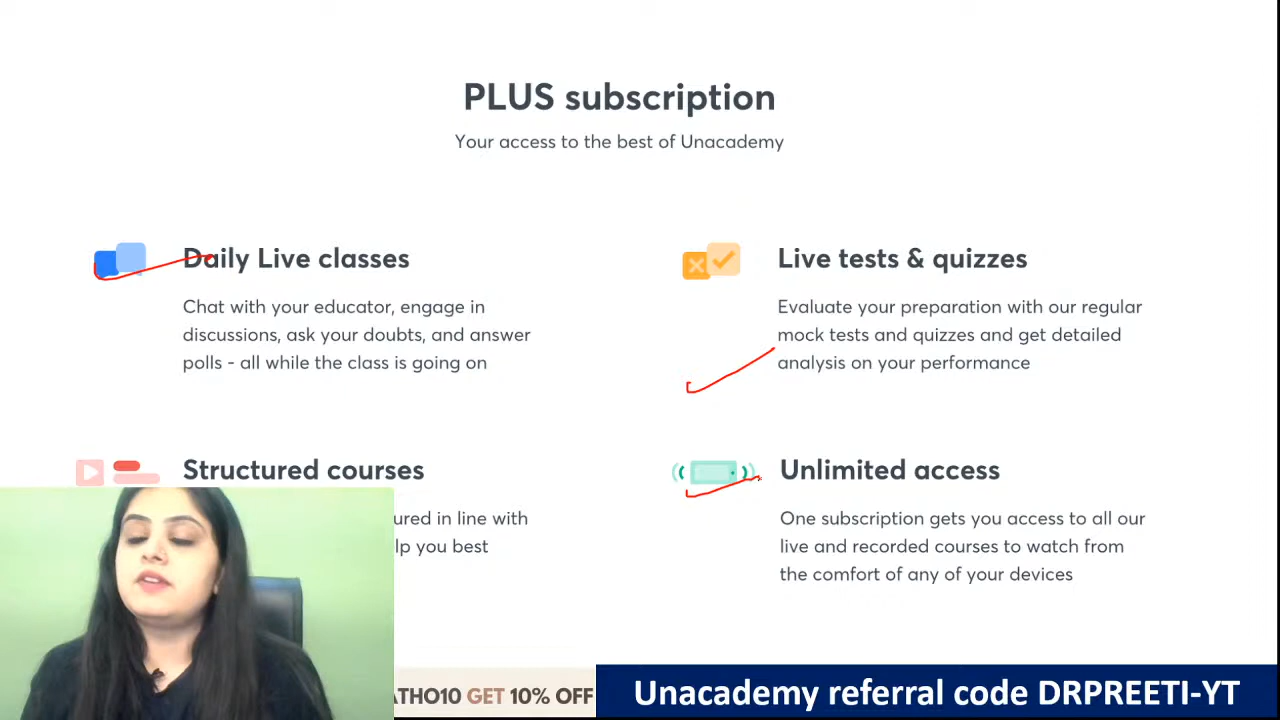 PLUS subscription
Your access to the best of Unacademy
Daily Live classes
Chat with your educator, engage in
discussions, ask your doubts, and answer
polls - all while the class is going on
Live tests & quizzes
Evaluate your preparation with our regular
mock tests and quizzes and get detailed
analysis on your performance
Structured courses
in line with
you best
Unlimited access
One subscription gets you access to all our
live and recorded courses to watch from
the comfort of any of your devices
GET 10% OFF
Unacademy referral code DRPREETI-YT